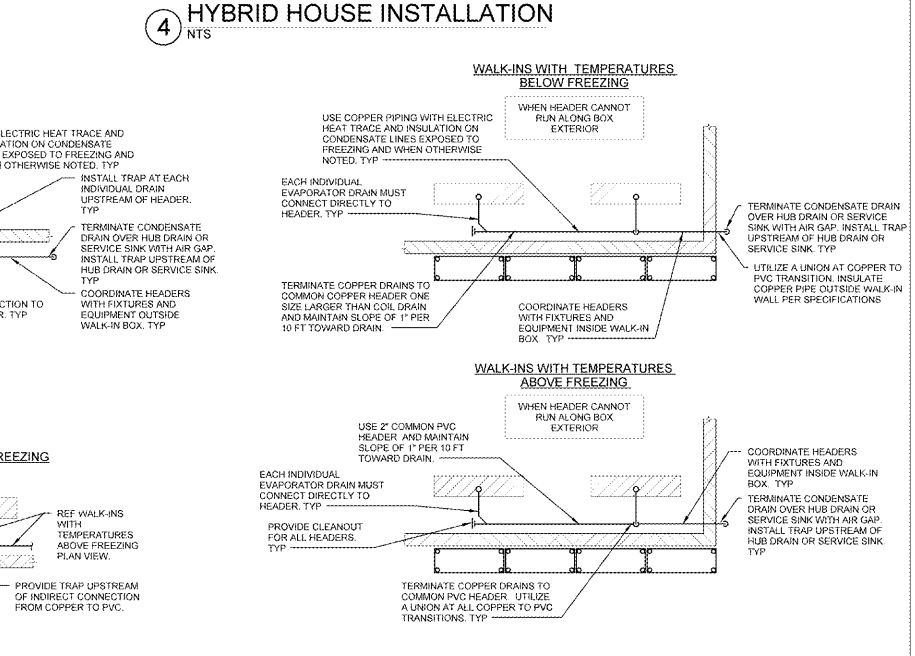 4
HYBRID HOUSE INSTALLATION
NTS
LECTRIC HEAT TRACE AND
ATION ON CONDENSATE
EXPOSED TO FREEZING AND
OTHERWISE NOTED. TYP
INSTALL TRAP AT EACH
INDIVIDUAL DRAIN
UPSTREAM OF HEADER.
TYP
TERMINATE CONDENSATE
DRAIN OVER HUB DRAIN OR
SERVICE SINK WITH AIR GAP.
INSTALL TRAP UPSTREAM OF
HUB DRAIN OR SERVICE SINK.
TYP
COORDINATE HEADERS
WITH FIXTURES AND
EQUIPMENT OUTSIDE
WALK-IN BOX. TYP
CTION TO
R. TYP
REEZING
REF WALK-INS
WITH
TEMPERATURES
ABOVE FREEZING
PLAN VIEW.
PROVIDE TRAP UPSTREAM
OF INDIRECT CONNECTION
FROM COPPER TO PVC.
WALK-INS WITH TEMPERATURES
BELOW FREEZING
WHEN HEADER CANNOT
RUN ALONG BOX
EXTERIOR
USE COPPER PIPING WITH ELECTRIC
HEAT TRACE AND INSULATION ON
CONDENSATE LINES EXPOSED TO
FREEZING AND WHEN OTHERWISE
NOTED. TYP
EACH INDIVIDUAL
EVAPORATOR DRAIN MUST
CONNECT DIRECTLY TO
HEADER. TYP
TERMINATE CONDENSATE DRAIN
OVER HUB DRAIN OR SERVICE
SINK WITH AIR GAP. INSTALL TRAP
UPSTREAM OF HUB DRAIN OR
SERVICE SINK. TYP
UTILIZE A UNION AT COPPER TO
PVC TRANSITION. INSULATE
COPPER PIPE OUTSIDE WALK-IN
WALL PER SPECIFICATIONS
TERMINATE COPPER DRAINS TO
COMMON COPPER HEADER ONE
SIZE LARGER THAN COIL DRAIN
AND MAINTAIN SLOPE OF 1" PER
10 FT TOWARD DRAIN.
COORDINATE HEADERS
WITH FIXTURES AND
EQUIPMENT INSIDE WALK-IN
BOX. TYP
WALK-INS WITH TEMPERATURES
ABOVE FREEZING
WHEN HEADER CANNOT
RUN ALONG BOX
EXTERIOR
USE 2" COMMON PVC
HEADER AND MAINTAIN
SLOPE OF 1" PER 10 FT
TOWARD DRAIN.
EACH INDIVIDUAL
EVAPORATOR DRAIN MUST
CONNECT DIRECTLY TO
HEADER. TYP
PROVIDE CLEANOUT
FOR ALL HEADERS.
TYP
COORDINATE HEADERS
WITH FIXTURES AND
EQUIPMENT INSIDE WALK-IN
BOX. TYP
TERMINATE CONDENSATE
DRAIN OVER HUB DRAIN OR
SERVICE SINK WITH AIR GAP.
INSTALL TRAP UPSTREAM OF
HUB DRAIN OR SERVICE SINK.
TYP
TERMINATE COPPER DRAINS TO
COMMON PVC HEADER. UTILIZE
A UNION AT ALL COPPER TO PVC
TRANSITIONS. TYP